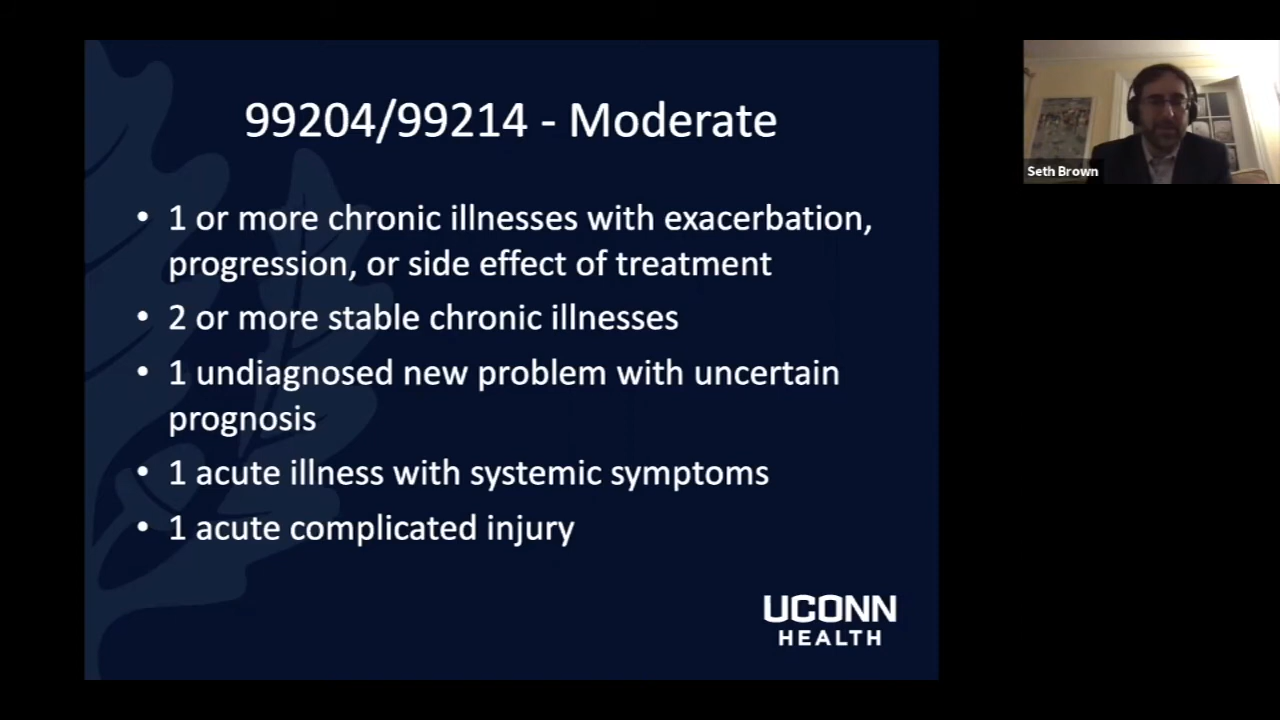 99204/99214 - Moderate
• 1 or more chronic illnesses with exacerbation,
progression, or side effect of treatment
• 2 or more stable chronic illnesses
• 1 undiagnosed new problem with uncertain
prognosis
• 1 acute illness with systemic symptoms
• 1 acute complicated injury
UCONN
HEALTH
Seth Brown